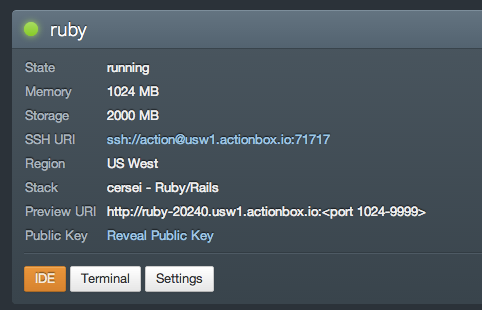 ruby
State running
Memory 1024 MB
Storage 2000 MB
SSH URI ssh://action@usw1.actionbox.io:71717
Region US West
Stack cersei - Ruby/Rails
Preview URI http://ruby-20240.usw1.actionbox.io:<port 1024-9999>
Public Key Reveal Public Key
IDE Terminal Settings